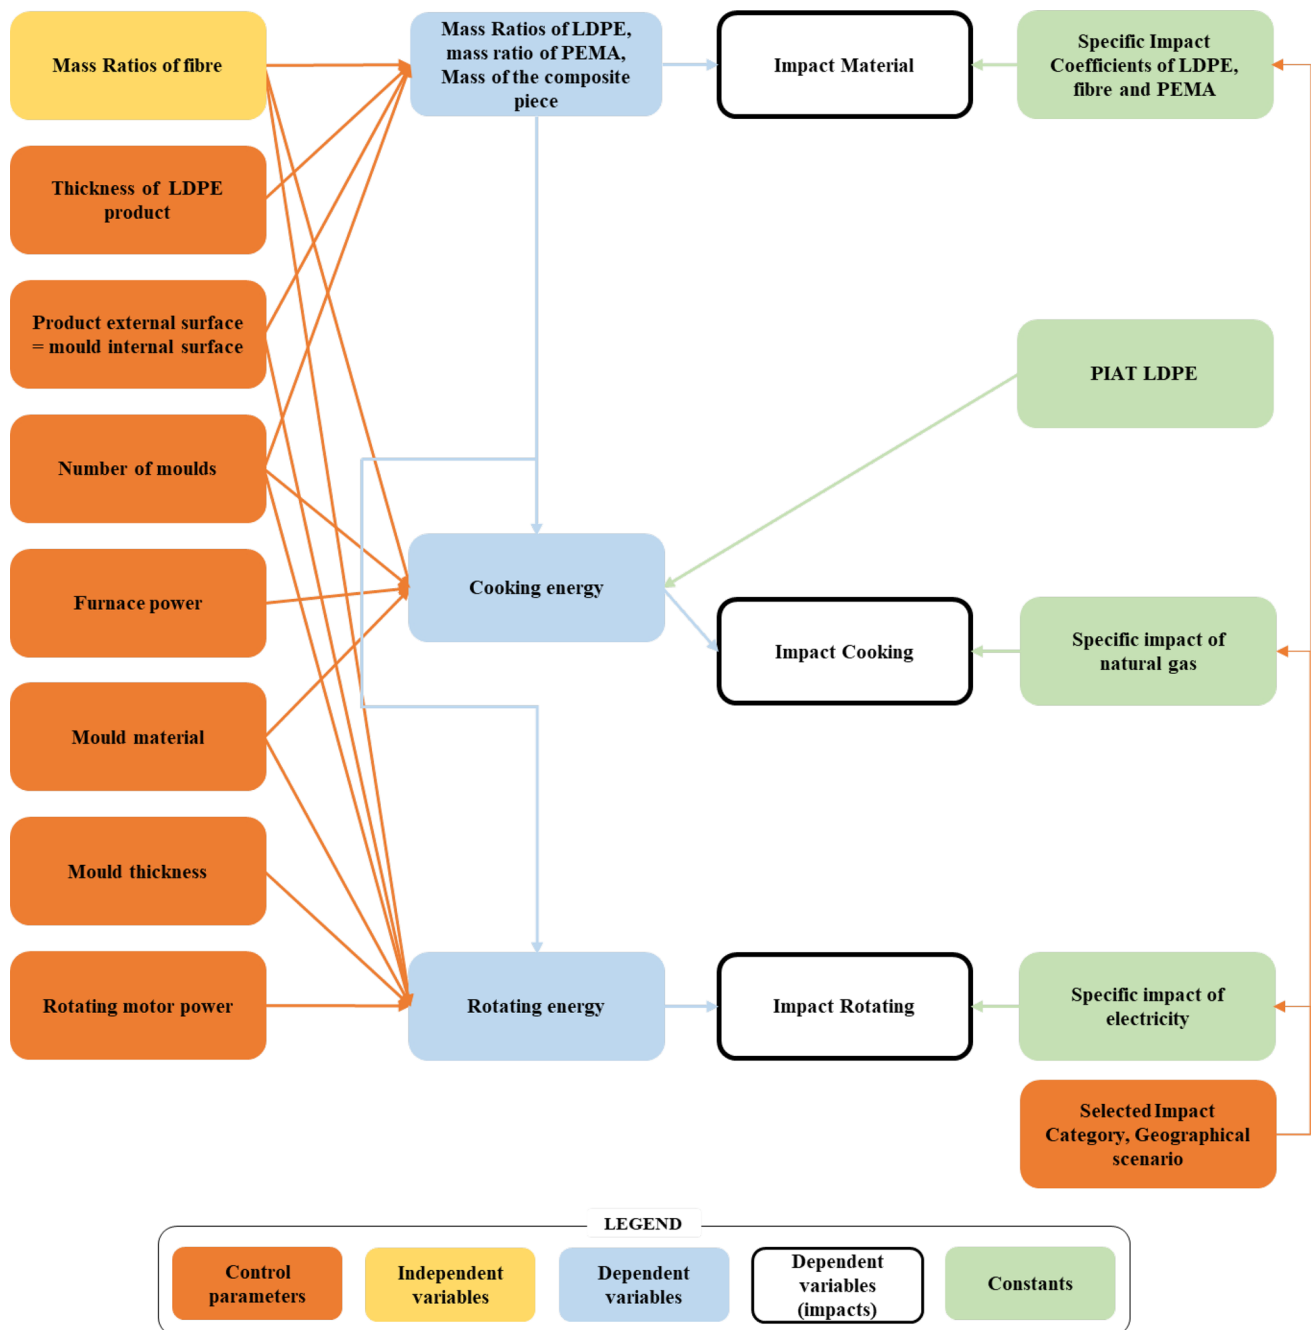 Mass Ratios of fibre
Mass Ratios of LDPE,
mass ratio of PEMA,
Mass of the composite
piece
Impact Material
Specific Impact
Coefficients of LDPE,
fibre and PEMA
Thickness of LDPE
product
Product external surface
= mould internal surface
PIAT LDPE
Number of moulds
Furnace power
Cooking energy
Impact Cooking
Specific impact of
natural gas
Mould material
Mould thickness
Rotating motor power
Rotating energy
Impact Rotating
Specific impact of
electricity
Selected Impact
Category, Geographical
scenario
LEGEND
Control
parameters
Independent
variables
Dependent
variables
Dependent
variables
(impacts)
Constants